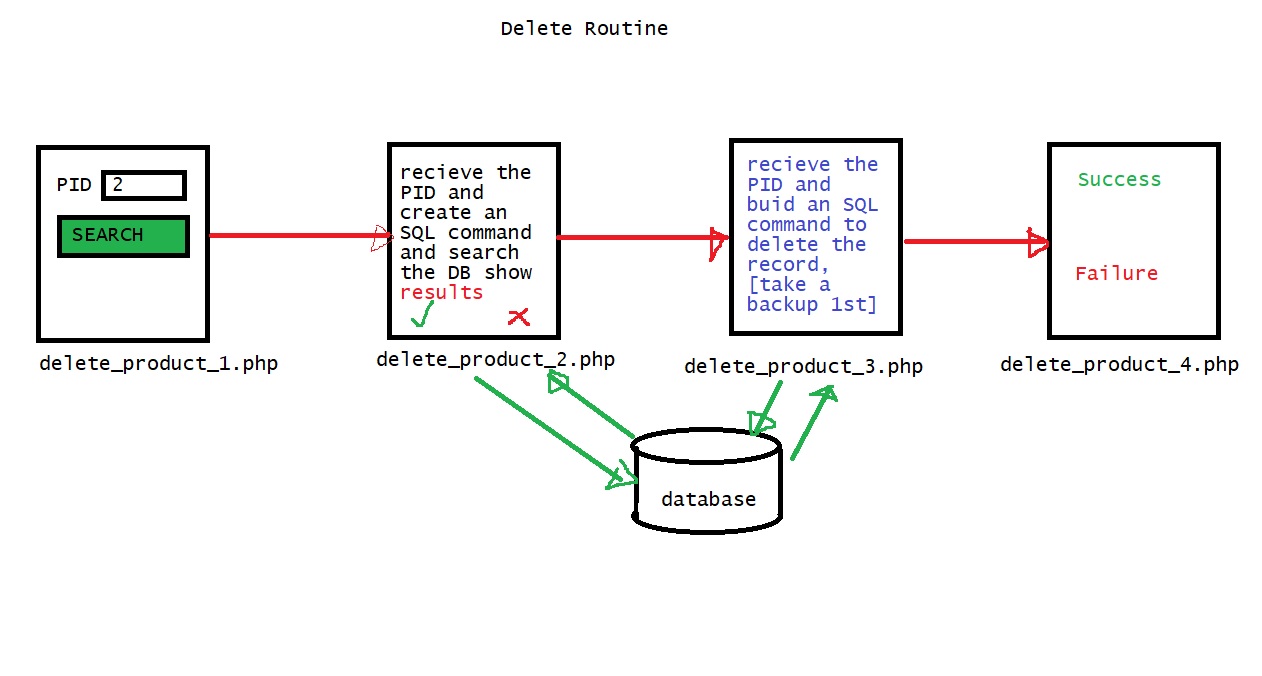 Delete Routine
PID 2
SEARCH
delete_product_1.php
recieve the
PID and
create an
SQL command
and search
the DB show
results
delete_product_2.php
recieve the
PID and
buid an SQL
command to
delete the
record,
[take a
backup 1st]
delete_product_3.php
Success
Failure
delete_product_4.php
database